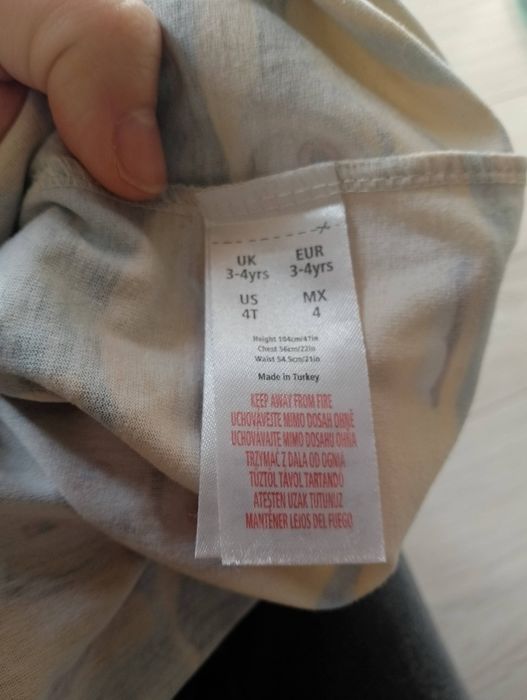 UK EUR
3-4yrs 3-4yrs
US MX
4T 4
Height 104cm/41in
Chest 56cm/22in
Waist 54.5cm/21in
Made in Turkey
KEEP AWAY FROM FIRE
UCHOVÁVEJTE MIMO DOSAH OHNĚ
UCHOVÁVAJTE MIMO DOSAHU OHŇA
TRZYMAĆ Z DALA OD OGNIA
TŰZTŐL TÁVOL TARTANDÓ
ATEŞTEN UZAK TUTUNUZ
MANTENER LEJOS DEL FUEGO